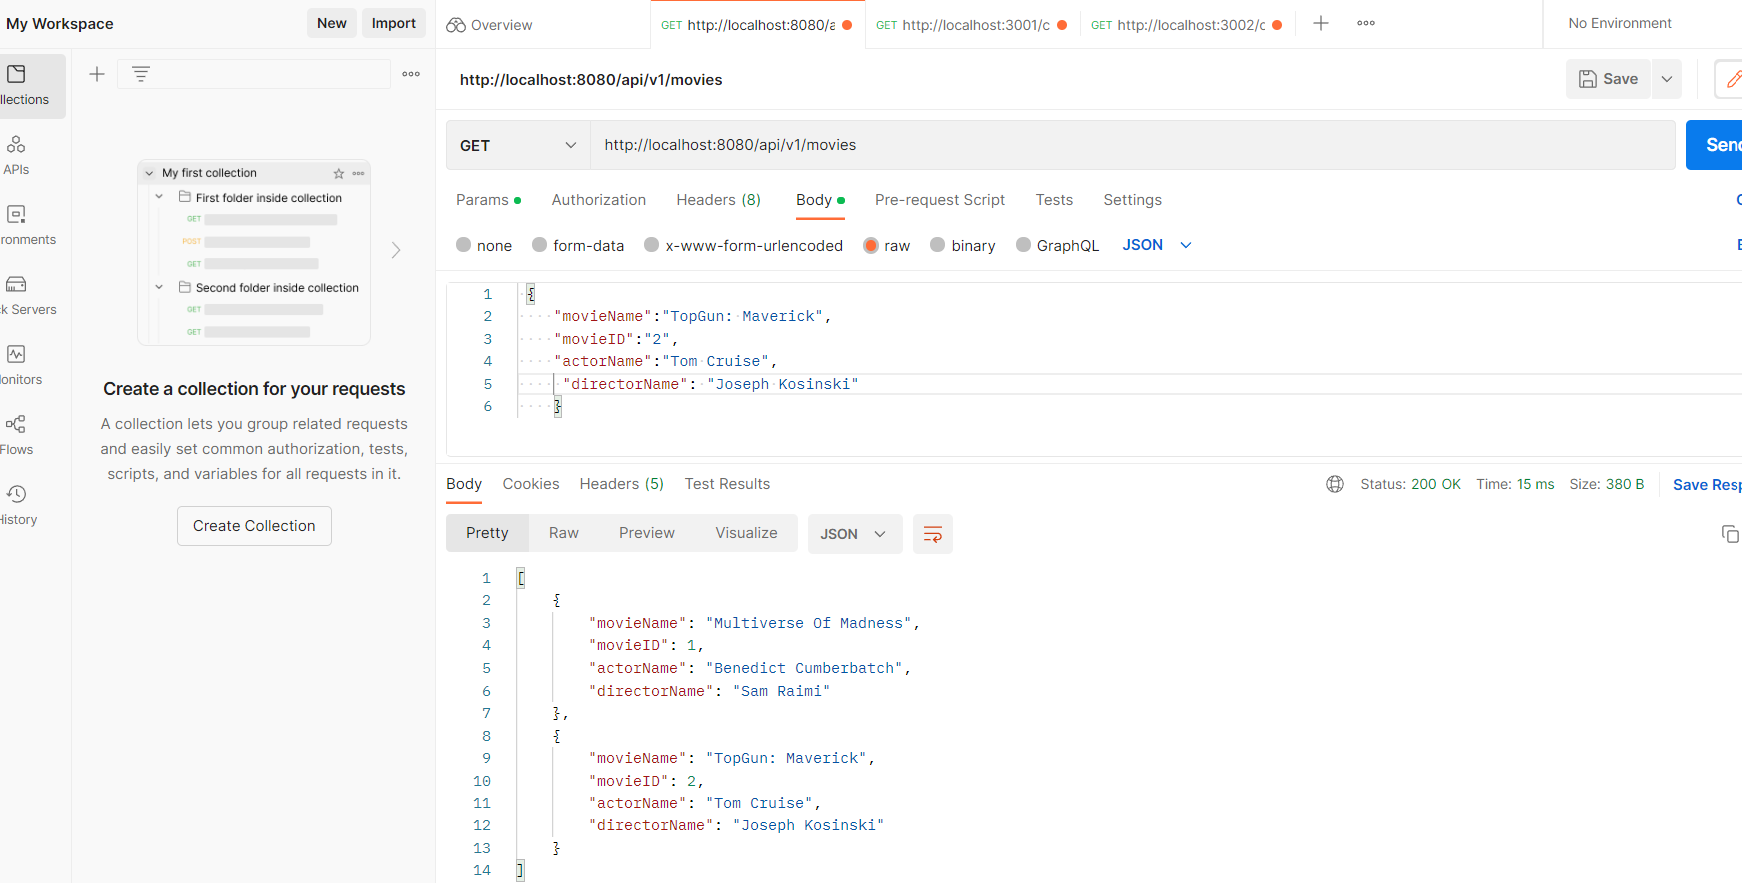 My Workspace
New
Import
Overview
GET http://localhost:8080/a
GET http://localhost:3001/c
GET http://localhost:3002/c
No Environment
llections
APIs
ronments
k Servers
onitors
Flows
History
My first collection
First folder inside collection
GET
POST
GET
Second folder inside collection
GET
GET
Create a collection for your requests
A collection lets you group related requests
and easily set common authorization, tests,
scripts, and variables for all requests in it.
Create Collection
http://localhost:8080/api/v1/movies
Save
GET
http://localhost:8080/api/v1/movies
Send
Params
Authorization
Headers (8)
Body
Pre-request Script
Tests
Settings
none
form-data
x-www-form-urlencoded
raw
binary
GraphQL
JSON
1 {
2 "movieName":"TopGun: Maverick",
3 "movieID":"2",
4 "actorName":"Tom Cruise",
5 "directorName": "Joseph Kosinski"
6 }
Body
Cookies
Headers (5)
Test Results
Status: 200 OK
Time: 15 ms
Size: 380 B
Save Resp
Pretty
Raw
Preview
Visualize
JSON
1 [
2 {
3 "movieName": "Multiverse Of Madness",
4 "movieID": 1,
5 "actorName": "Benedict Cumberbatch",
6 "directorName": "Sam Raimi"
7 },
8 {
9 "movieName": "TopGun: Maverick",
10 "movieID": 2,
11 "actorName": "Tom Cruise",
12 "directorName": "Joseph Kosinski"
13 }
14 ]